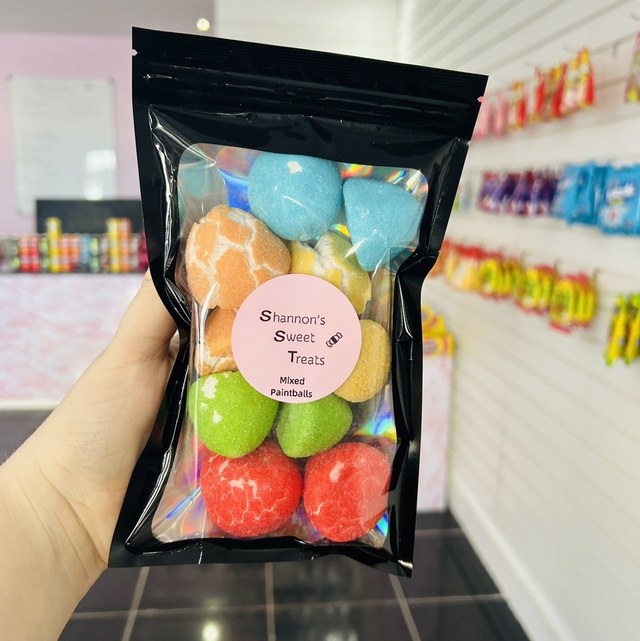 Shannon's
Sweet
Treats
Mixed
Paintballs